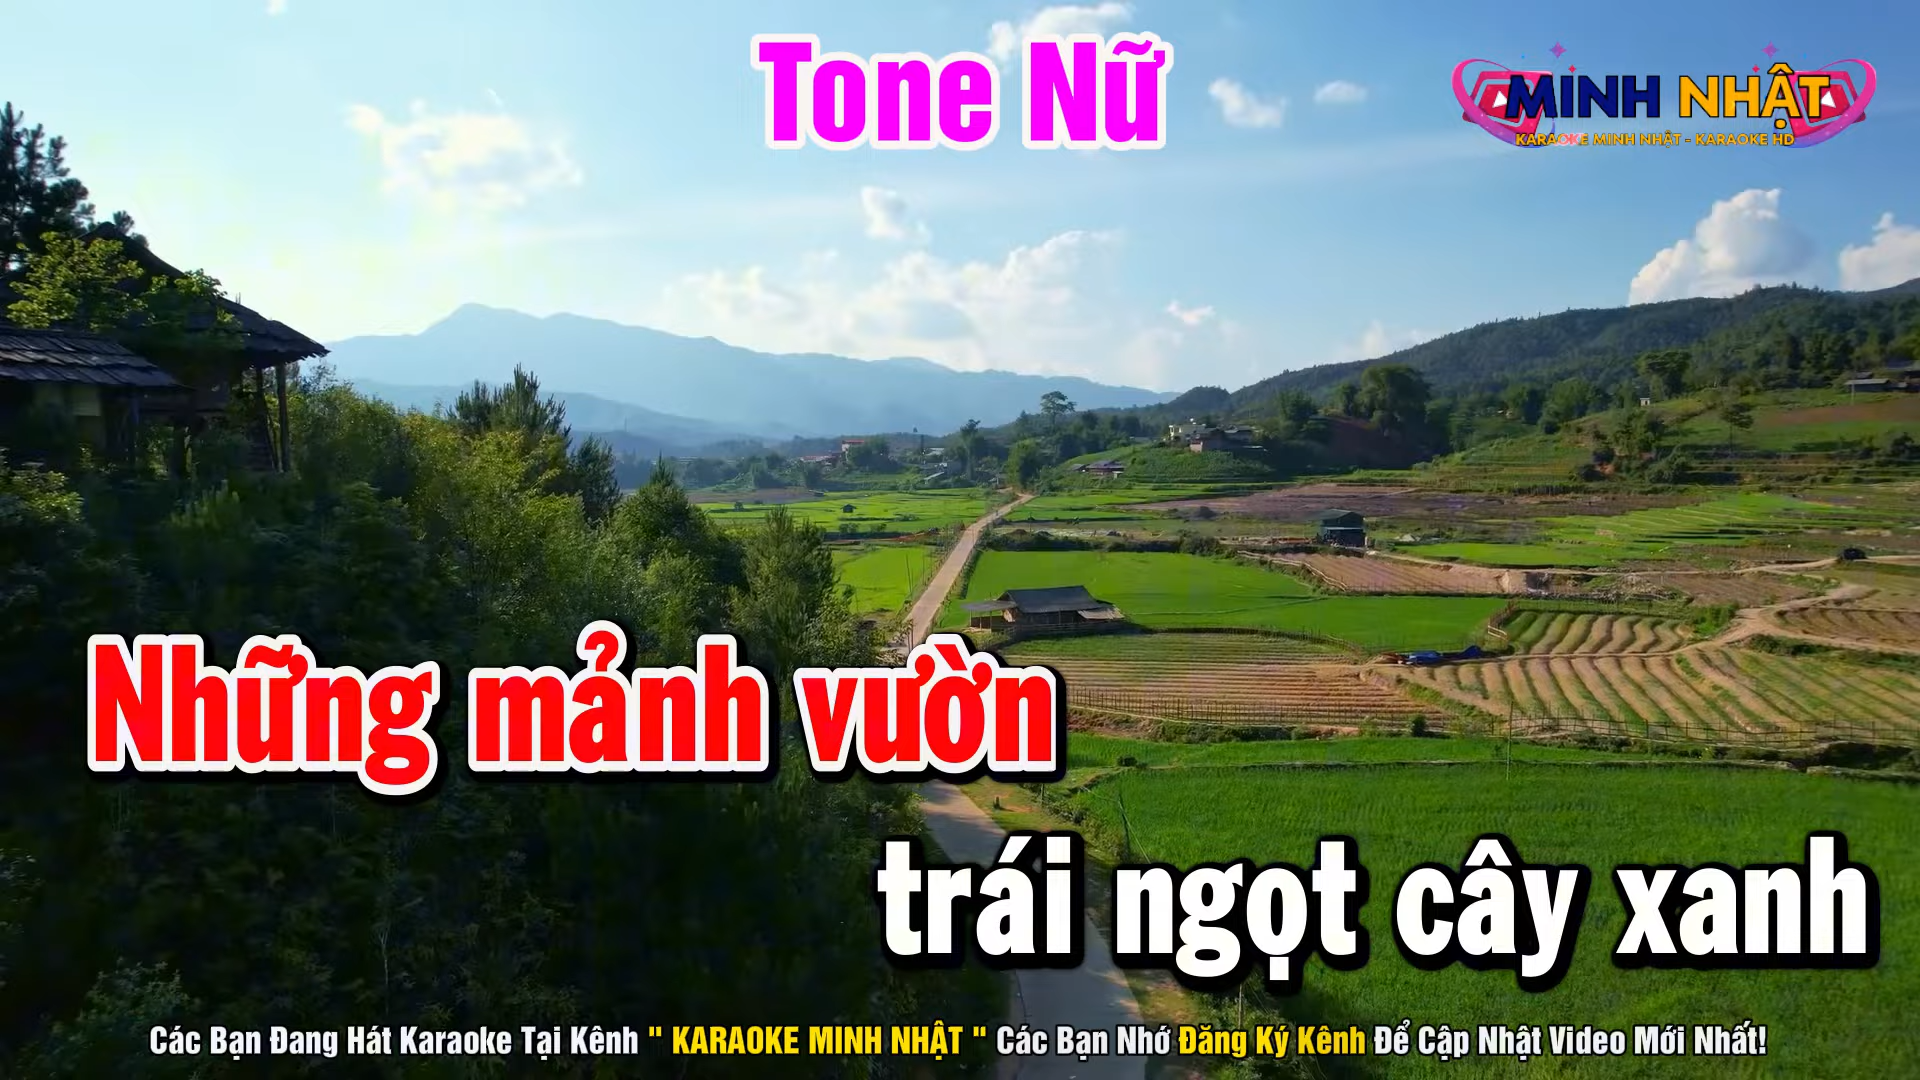 Tone Nữ
MINH NHẬT
KARAOKE MINH NHẬT - KARAOKE HD
Những mảnh vườn
trái ngọt cây xanh
Các Bạn Đang Hát Karaoke Tại Kênh " KARAOKE MINH NHẬT " Các Bạn Nhớ Đăng Ký Kênh Để Cập Nhật Video Mới Nhất!